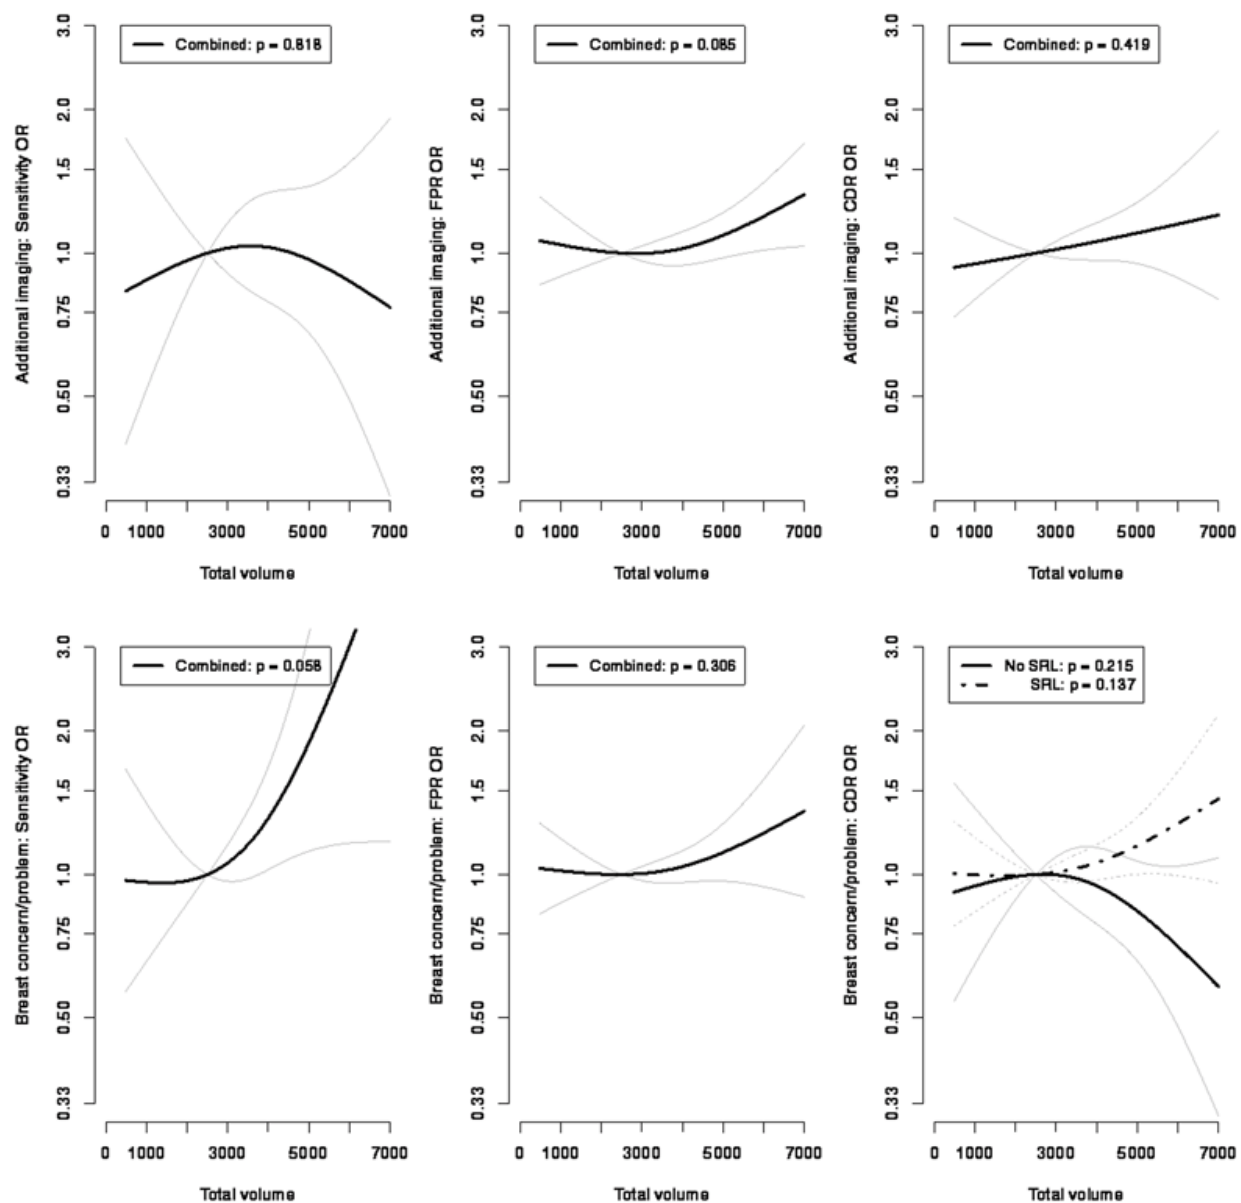 Combined: p = 0.818
Additional imaging: Sensitivity OR
3.0
2.0
1.5
1.0
0.75
0.50
0.33
0 1000 3000 5000 7000
Total volume
Combined: p = 0.085
Additional imaging: FPR OR
3.0
2.0
1.5
1.0
0.75
0.50
0.33
0 1000 3000 5000 7000
Total volume
Combined: p = 0.419
Additional imaging: CDR OR
3.0
2.0
1.5
1.0
0.75
0.50
0.33
0 1000 3000 5000 7000
Total volume
Combined: p = 0.058
Breast concern/problem: Sensitivity OR
3.0
2.0
1.5
1.0
0.75
0.50
0.33
0 1000 3000 5000 7000
Total volume
Combined: p = 0.306
Breast concern/problem: FPR OR
3.0
2.0
1.5
1.0
0.75
0.50
0.33
0 1000 3000 5000 7000
Total volume
No SRL: p = 0.215
SRL: p = 0.137
Breast concern/problem: CDR OR
3.0
2.0
1.5
1.0
0.75
0.50
0.33
0 1000 3000 5000 7000
Total volume